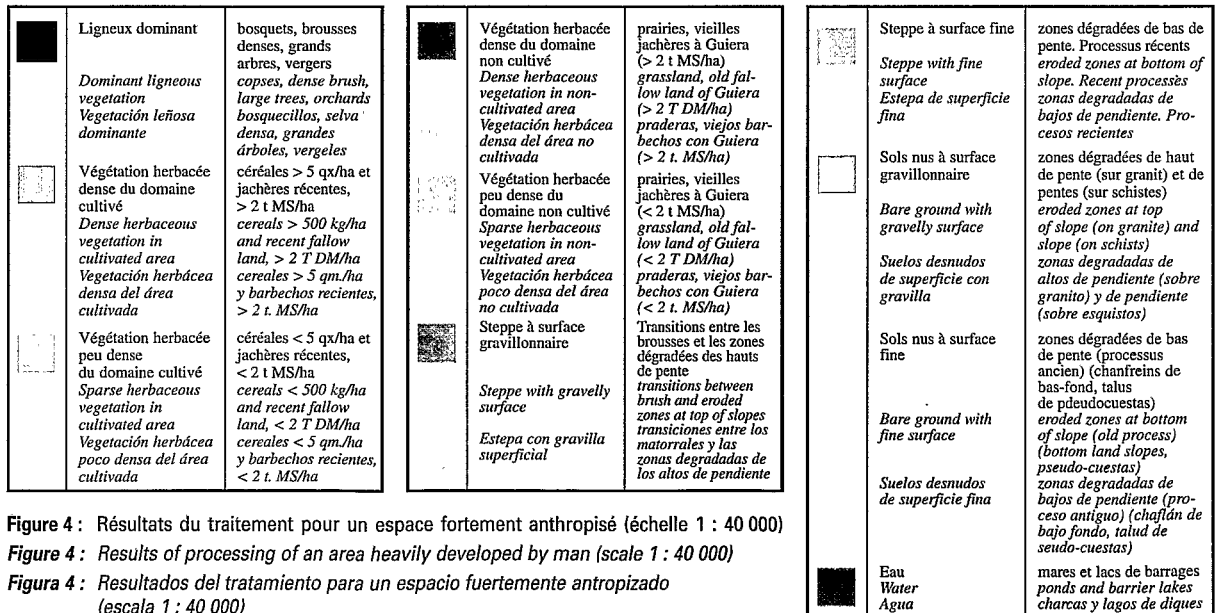 Ligneux dominant
Dominant ligneous
vegetation
Vegetación leñosa
dominante
bosquets, brousses
denses, grands
arbres, vergers
copses, dense brush,
large trees, orchards
bosquecillos, selva
densa, grandes
árboles, vergeles
Végétation herbacée
dense du domaine
cultivé
Dense herbaceous
vegetation in
cultivated area
Vegetación herbácea
densa del área
cultivada
céréales > 5 qx/ha et
jachères récentes,
> 2 t MS/ha
cereals > 500 kg/ha
and recent fallow
land, > 2 T DM/ha
cereales > 5 qm./ha
y barbechos recientes,
> 2 t. MS/ha
Végétation herbacée
peu dense
du domaine cultivé
Sparse herbaceous
vegetation in
cultivated area
Vegetación herbácea
poco densa del área
cultivada
céréales < 5 qx/ha et
jachères récentes,
< 2 t MS/ha
cereals < 500 kg/ha
and recent fallow
land, < 2 T DM/ha
cereales < 5 qm./ha
y barbechos recientes,
< 2 t. MS/ha
Végétation herbacée
dense du domaine
non cultivé
Dense herbaceous
vegetation in non-
cultivated area
Vegetación herbácea
densa del área no
cultivada
prairies, vieilles
jachères à Guiera
(> 2 t MS/ha)
grassland, old fal-
low land of Guiera
(> 2 T DM/ha)
praderas, viejos bar-
bechos con Guiera
(> 2 t. MS/ha)
Végétation herbacée
peu dense du
domaine non cultivé
Sparse herbaceous
vegetation in non-
cultivated area
Vegetación herbácea
poco densa del área
no cultivada
prairies, vieilles
jachères à Guiera
(< 2 t MS/ha)
grassland, old fal-
low land of Guiera
(< 2 T DM/ha)
praderas, viejos bar-
bechos con Guiera
(< 2 t. MS/ha)
Steppe à surface
gravillonnaire
Steppe with gravelly
surface
Estepa con gravilla
superficial
Transitions entre les
brousses et les zones
dégradées des hauts
de pente
transitions between
brush and eroded
zones at top of slopes
transiciones entre los
matorrales y las
zonas degradadas de
los altos de pendiente
Steppe à surface fine
Steppe with fine
surface
Estepa de superficie
fina
zones dégradées de bas de
pente. Processus récents
eroded zones at bottom of
slope. Recent processes
zonas degradadas de
bajos de pendiente. Pro-
cesos recientes
Sols nus à surface
gravillonnaire
Bare ground with
gravelly surface
Suelos desnudos
de superficie con
gravilla
zones dégradées de haut
de pente (sur granit) et de
pentes (sur schistes)
eroded zones at top
of slope (on granite) and
slope (on schists)
zonas degradadas de
altos de pendiente (sobre
granito) y de pendiente
(sobre esquistos)
Sols nus à surface
fine
Bare ground with
fine surface
Suelos desnudos
de superficie fina
zones dégradées de bas
de pente (processus
ancien) (chanfreins de
bas-fond, talus
de pdeudocuestas)
eroded zones at bottom
of slope (old process)
(bottom land slopes,
pseudo-cuestas)
zonas degradadas de
bajos de pendiente (pro-
ceso antiguo) (chaflán de
bajo fondo, talud de
seudo-cuestas)
Eau
Water
Agua
mares et lacs de barrages
ponds and barrier lakes
charcas y lagos de diques
Figure 4 : Résultats du traitement pour un espace fortement anthropisé (échelle 1 : 40 000)
Figure 4 : Results of processing of an area heavily developed by man (scale 1 : 40 000)
Figura 4 : Resultados del tratamiento para un espacio fuertemente antropizado
(escala 1 : 40 000)